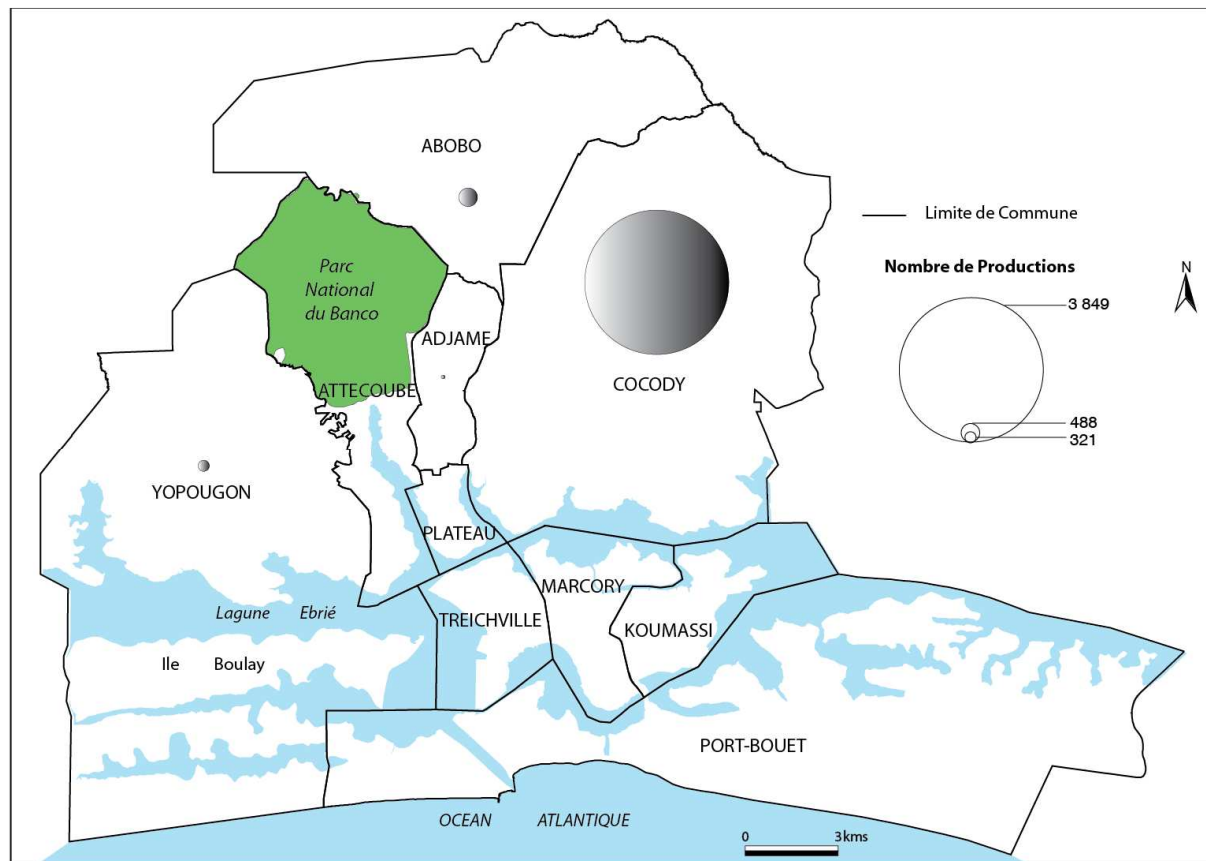 ABOBO
Limite de Commune
Nombre de Productions
N
3 849
488
321
Parc
National
du Banco
ADJAME
ATTECOUBE
COCODY
YOPOUGON
PLATEAU
MARCORY
TREICHVILLE
KOUMASSI
Lagune Ebrié
Ile Boulay
PORT-BOUET
OCEAN ATLANTIQUE
0 3kms